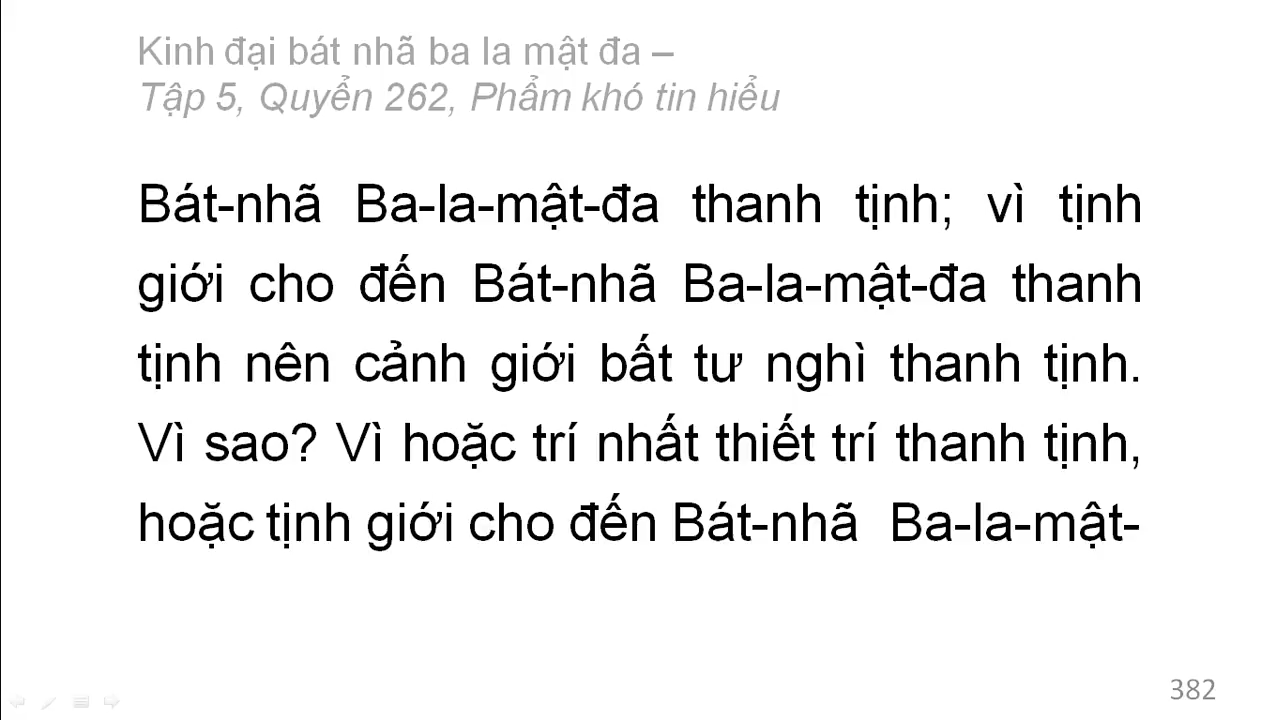 Kinh đại bát nhã ba la mật đa –
Tập 5, Quyển 262, Phẩm khó tin hiểu
Bát-nhã Ba-la-mật-đa thanh tịnh; vì tịnh
giới cho đến Bát-nhã Ba-la-mật-đa thanh
tịnh nên cảnh giới bất tư nghì thanh tịnh.
Vì sao? Vì hoặc trí nhất thiết trí thanh tịnh,
hoặc tịnh giới cho đến Bát-nhã Ba-la-mật-
382